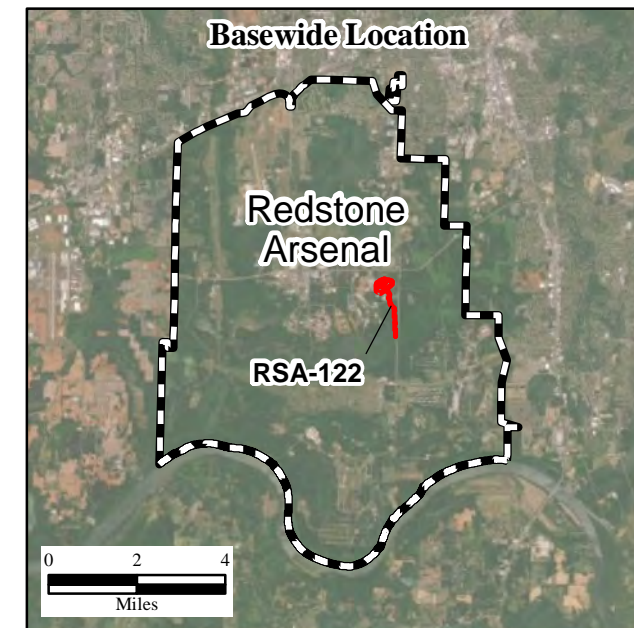 Basewide Location
Redstone
Arsenal
RSA-122
0 2 4
Miles